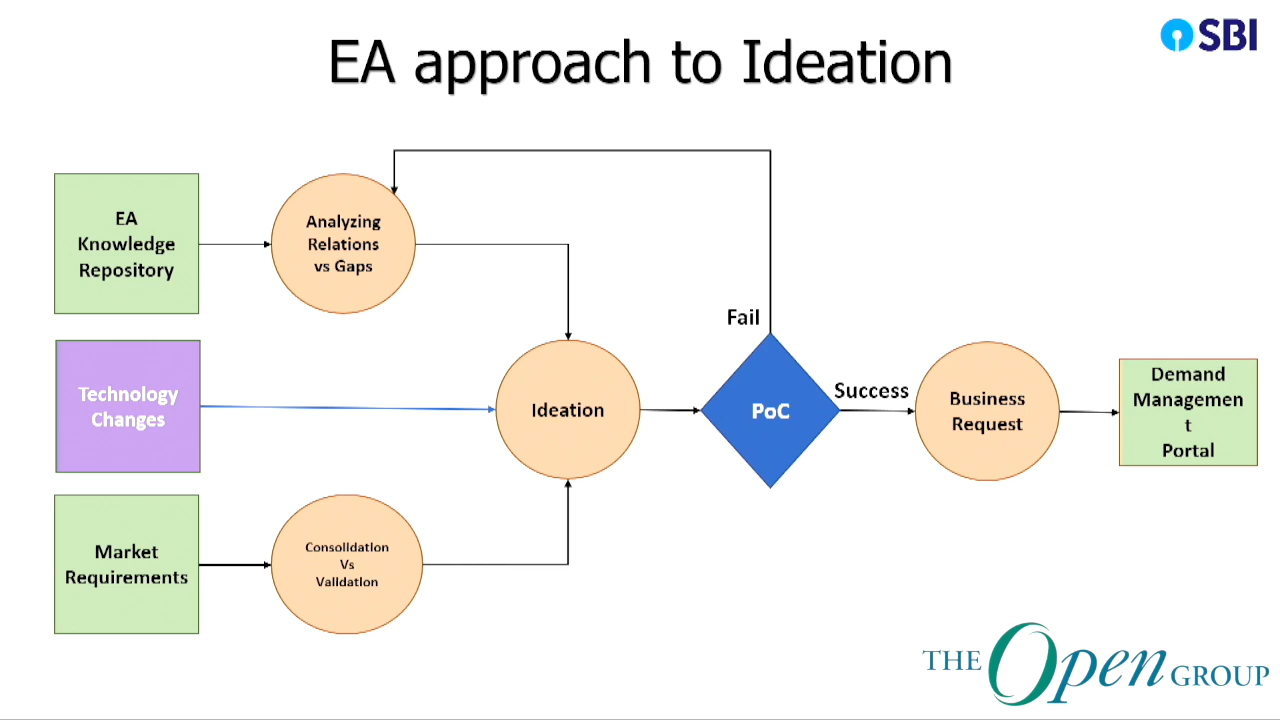 EA approach to Ideation
SBI
EA
Knowledge
Repository
Analyzing
Relations
vs Gaps
Fail
Technology
Changes
Ideation
PoC
Success
Business
Request
Demand
Managemen
t
Portal
Market
Requirements
Consolidation
Vs
Validation
THE Open GROUP